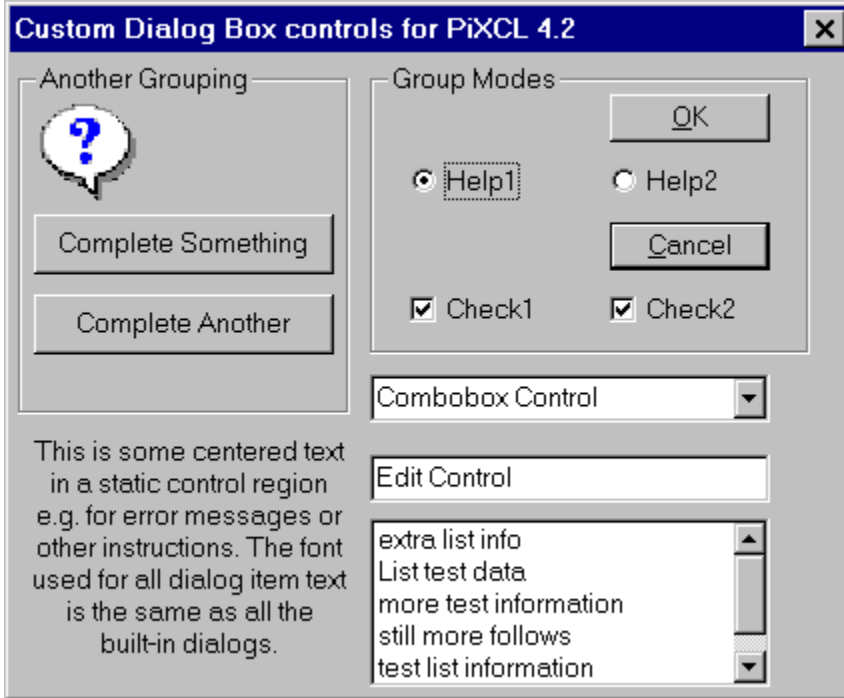 Custom Dialog Box controls for PiXCL 4.2
Another Grouping
?
Complete Something
Complete Another
This is some centered text
in a static control region
e.g. for error messages or
other instructions. The font
used for all dialog item text
is the same as all the
built-in dialogs.
Group Modes
OK
Help1
Help2
Cancel
Check1
Check2
Combobox Control
Edit Control
extra list info
List test data
more test information
still more follows
test list information